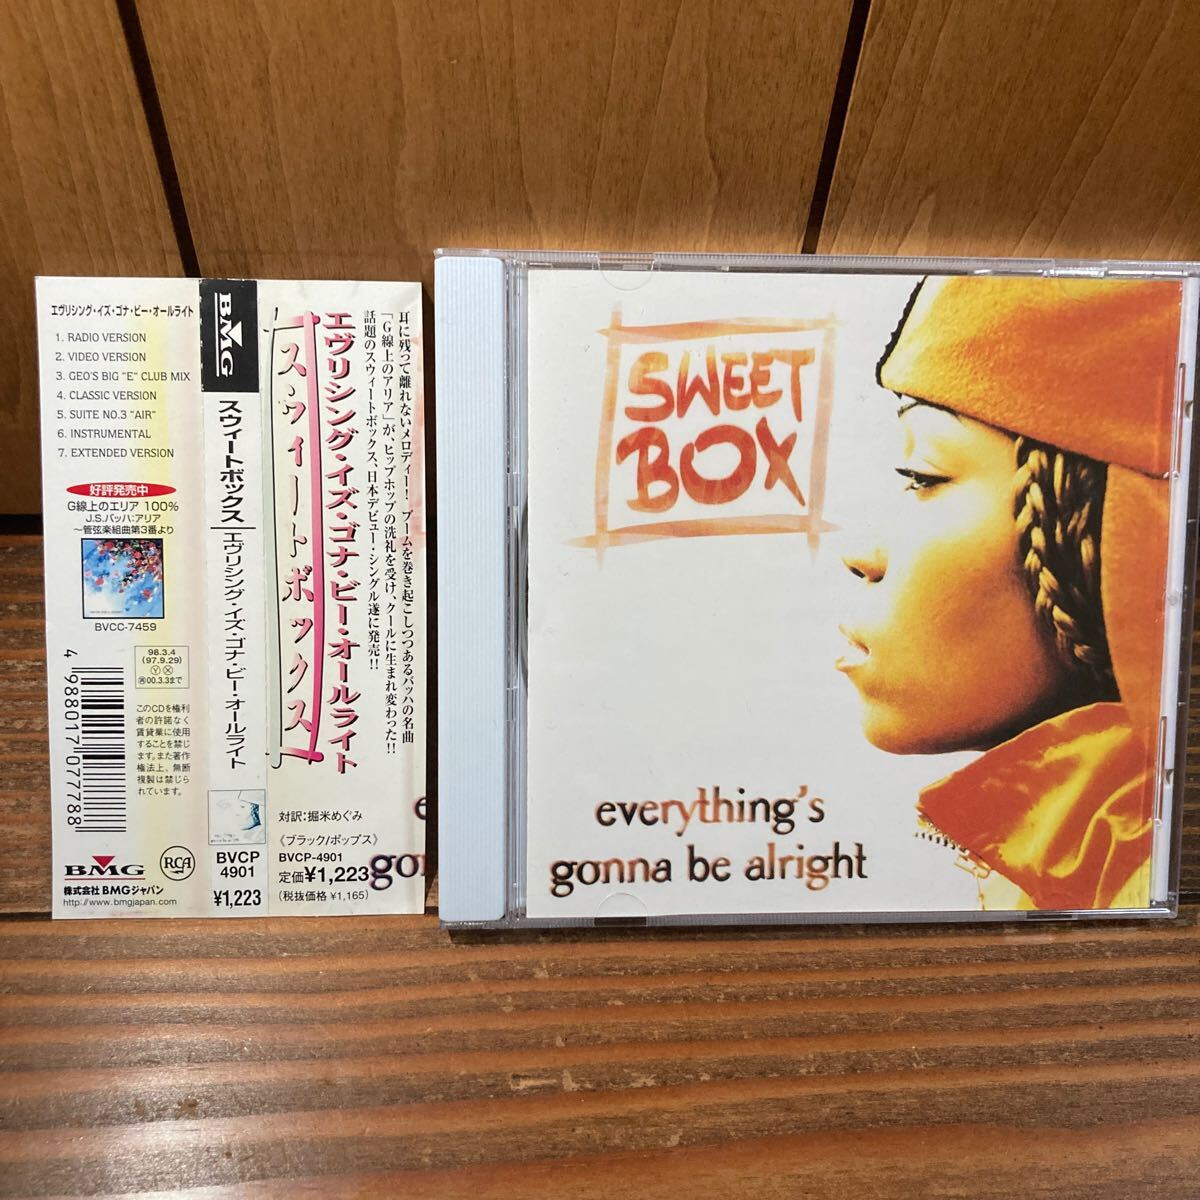 エヴリシング・イズ・ゴナ・ビー・オールライト
1. RADIO VERSION
2. VIDEO VERSION
3. GEO'S BIG "E" CLUB MIX
4. CLASSIC VERSION
5. SUITE NO.3 "AIR"
6. INSTRUMENTAL
7. EXTENDED VERSION
好評発売中
G線上のエリア 100%
J.S.バッハ:アリア
〜管弦楽組曲第3番より
BVCC-7459
4 988017 077788
98.3.4
(97.9.29)
Y X
00.3.3まで
このCDを権利
者の許諾なく
賃貸業に使用
することを禁じ
ます。また著作
権法上、無断
複製は禁じら
れています。
BMG
RCA
株式会社BMGジャパン
http://www.bmgjapan.com
BMG
スウィートボックス
エヴリシング・イズ・ゴナ・ビー・オールライト
BVCP
4901
¥1,223
耳に残って離れないメロディー!ブームを巻き起こしつつあるバッハの名曲
「G線上のアリア」が、ヒップホップの洗礼を受け、クールに生まれ変わった!!
話題のスウィートボックス、日本デビュー・シングル遂に発売!!
エヴリシング・イズ・ゴナ・ビー・オールライト
スウィートボックス
対訳:掘米めぐみ
《ブラック/ポップス》
BVCP-4901
定価¥1,223
(税抜価格 ¥1,165)
e
gon
SWEET
BOX
everything's
gonna be alright